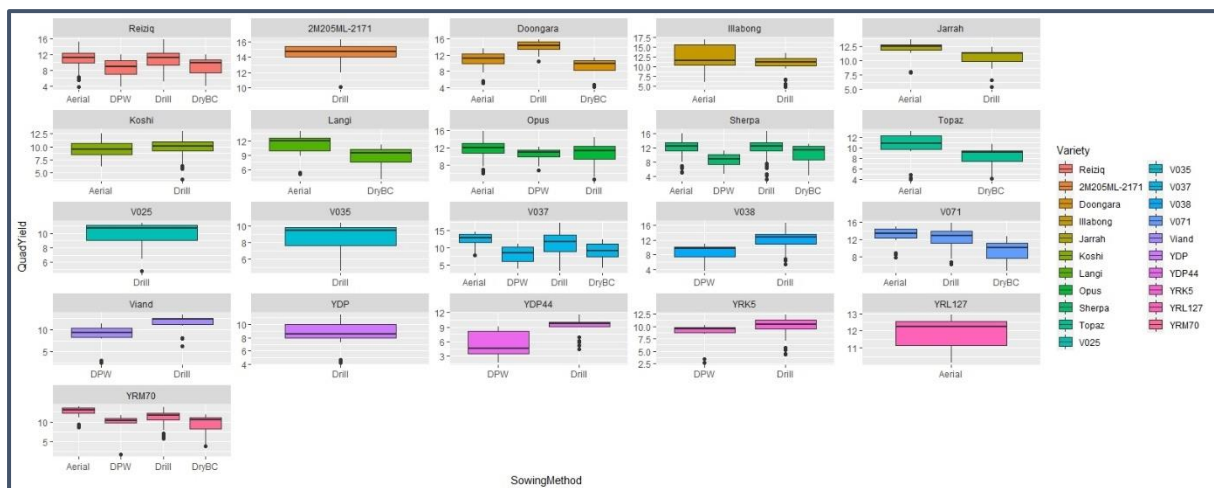 Reiziq 2M205ML-2171 Doongara Illabong Jarrah
16 12 8 4
16 14 12 10
16 12 8 4
17.5 15.0 12.5 10.0 7.5 5.0
12.5 10.0 7.5 5.0
Aerial DPW Drill DryBC
Drill
Aerial Drill DryBC
Aerial Drill
Aerial Drill
Koshi Langi Opus Sherpa Topaz
12.5 10.0 7.5 5.0
12 9 6
16 12 8 4
16 12 8 4
12 10 8 6 4
Aerial Drill
Aerial DryBC
Aerial DPW Drill
Aerial DPW Drill DryBC
Aerial DryBC
V025 V035 V037 V038 V071
10 8 6
10 8 6
15 10 5
16 12 8 4
16 12 8
Drill
Drill
Aerial DPW Drill DryBC
DPW Drill
Aerial Drill DryBC
Viand YDP YDP44 YRK5 YRL127
10 5
10 8 6 4
12 9 6 3
12.5 10.0 7.5 5.0 2.5
13 12 11
DPW Drill
Drill
DPW Drill
DPW Drill
Aerial
YRM70
10 5
Aerial DPW Drill DryBC
QuadYield
SowingMethod
Variety
Reiziq V035
2M205ML-2171 V037
Doongara V038
Illabong V071
Jarrah Viand
Koshi YDP
Langi YDP44
Opus YRK5
Sherpa YRL127
Topaz YRM70
V025